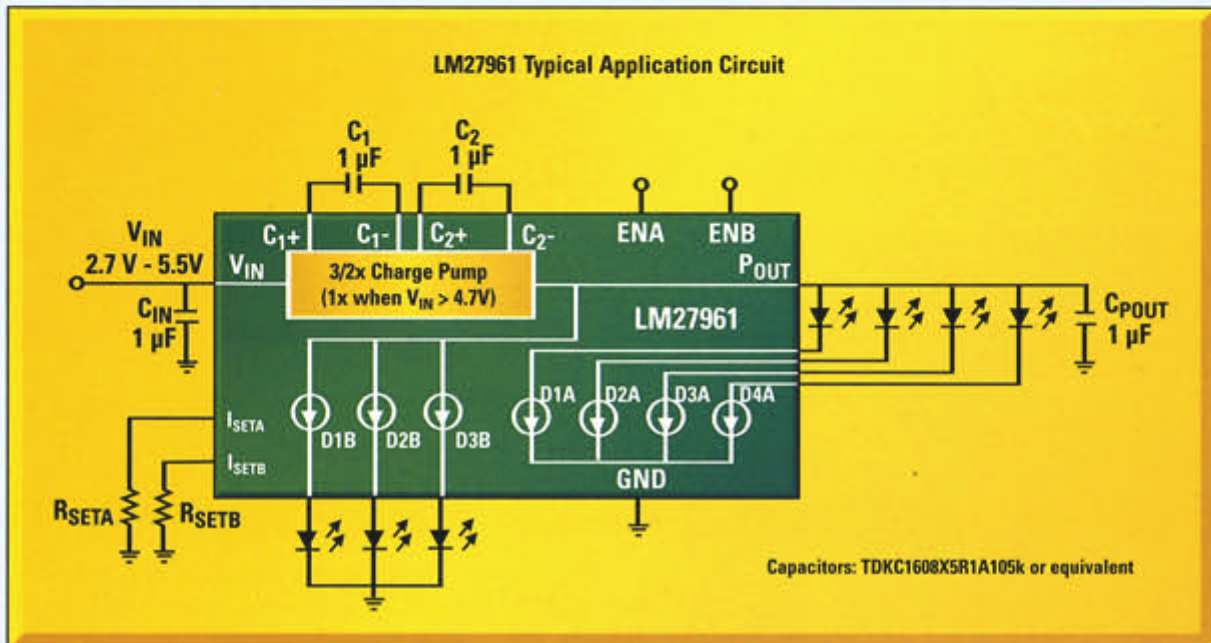 LM27961 Typical Application Circuit
C1
1 µF
C2
1 µF
VIN
2.7 V - 5.5V
C1+
C1-
C2+
C2-
ENA
ENB
VIN
3/2x Charge Pump
(1x when VIN > 4.7V)
POUT
LM27961
CIN
1 µF
CPOUT
1 µF
D1B
D2B
D3B
D1A
D2A
D3A
D4A
ISETA
ISETB
GND
RSETA
RSETB
Capacitors: TDKC1608X5R1A105k or equivalent